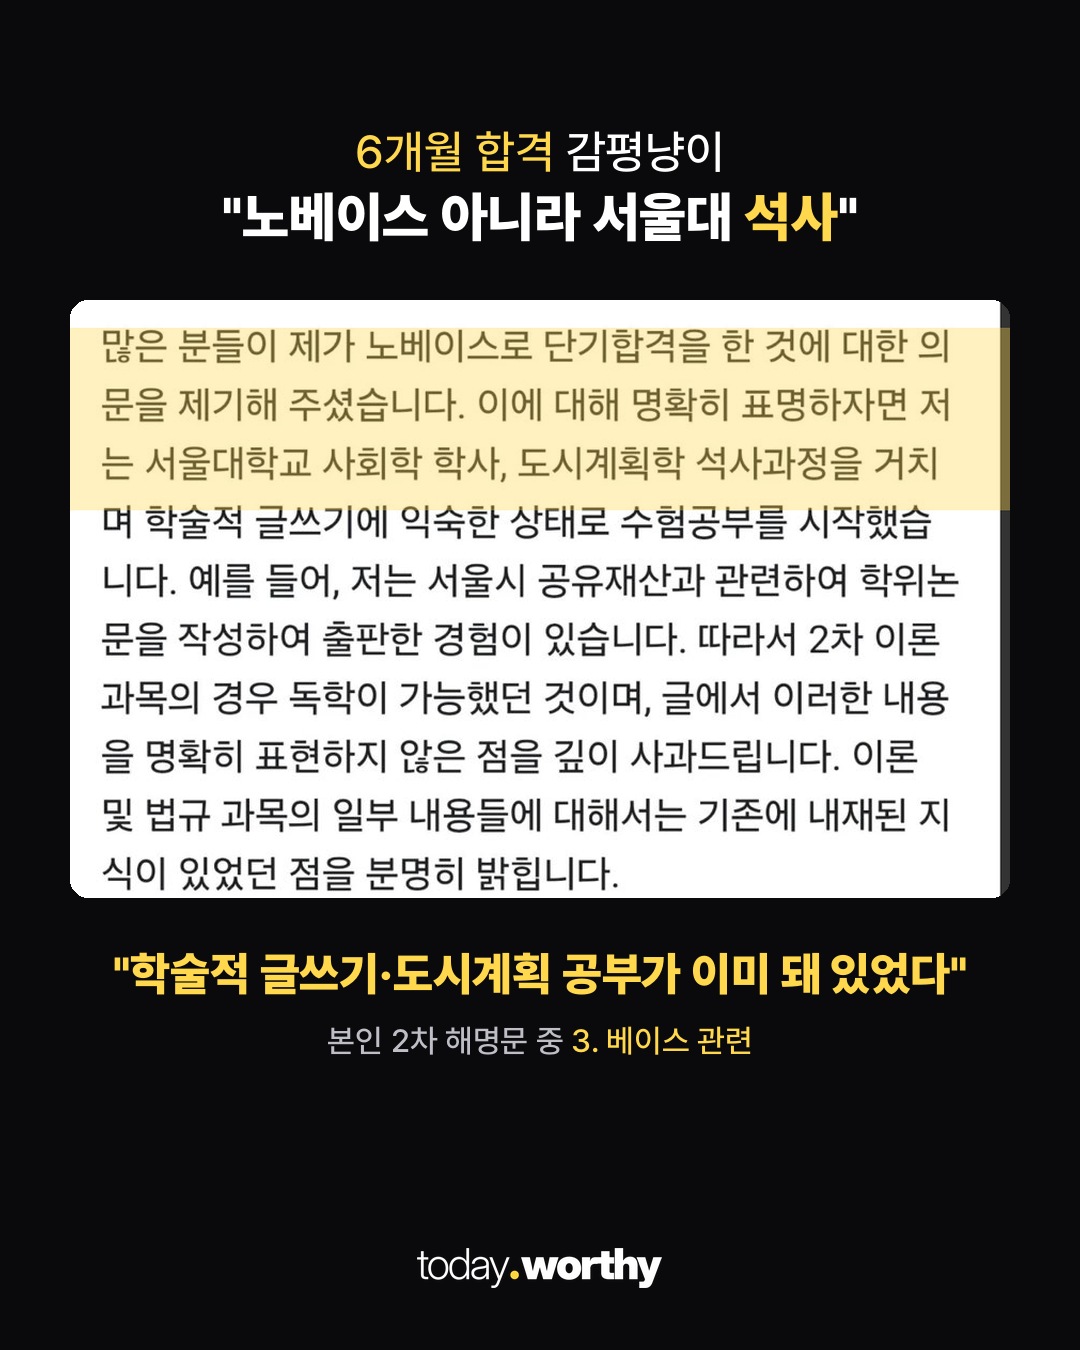 6개월 합격 감평냥이
"노베이스 아니라 서울대 석사"
많은 분들이 제가 노베이스로 단기합격을 한 것에 대한 의
문을 제기해 주셨습니다. 이에 대해 명확히 표명하자면 저
는 서울대학교 사회학 학사, 도시계획학 석사과정을 거치
며 학술적 글쓰기에 익숙한 상태로 수험공부를 시작했습
니다. 예를 들어, 저는 서울시 공유재산과 관련하여 학위논
문을 작성하여 출판한 경험이 있습니다. 따라서 2차 이론
과목의 경우 독학이 가능했던 것이며, 글에서 이러한 내용
을 명확히 표현하지 않은 점을 깊이 사과드립니다. 이론
및 법규 과목의 일부 내용들에 대해서는 기존에 내재된 지
식이 있었던 점을 분명히 밝힙니다.
"학술적 글쓰기·도시계획 공부가 이미 돼 있었다"
본인 2차 해명문 중 3. 베이스 관련
today.worthy